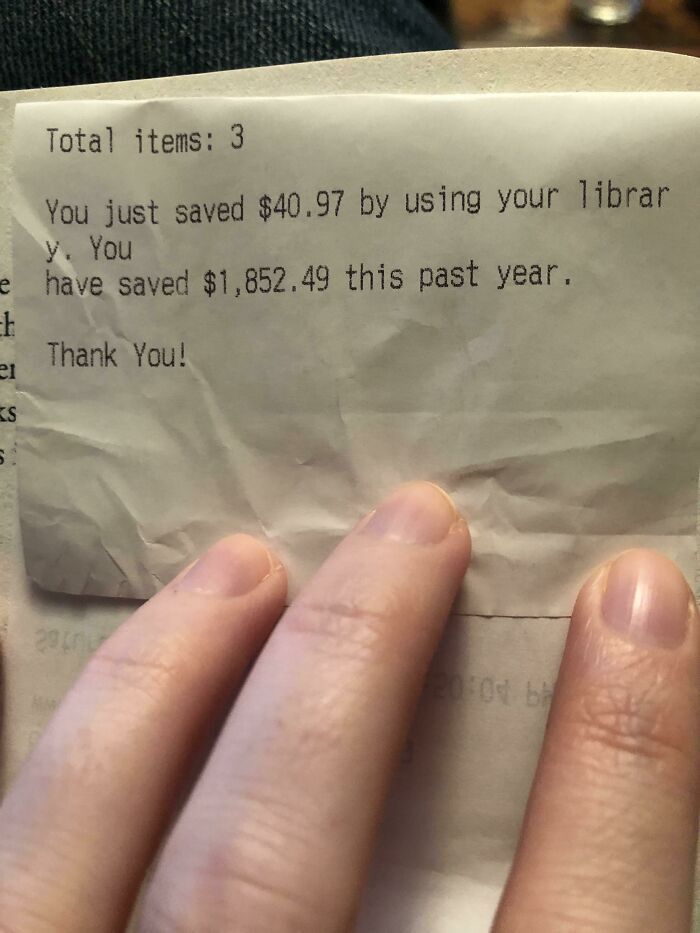 Total items: 3
You just saved $40.97 by using your librar
y. You
have saved $1,852.49 this past year.
Thank You!